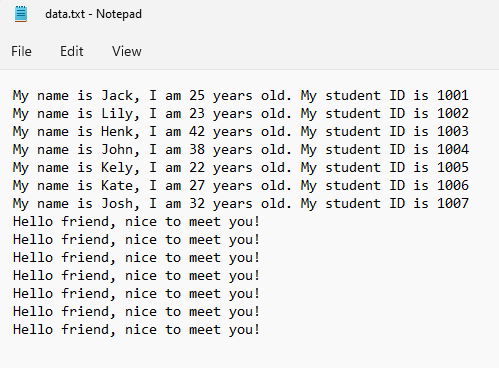 data.txt - Notepad
File Edit View
My name is Jack, I am 25 years old. My student ID is 1001
My name is Lily, I am 23 years old. My student ID is 1002
My name is Henk, I am 42 years old. My student ID is 1003
My name is John, I am 38 years old. My student ID is 1004
My name is Kely, I am 22 years old. My student ID is 1005
My name is Kate, I am 27 years old. My student ID is 1006
My name is Josh, I am 32 years old. My student ID is 1007
Hello friend, nice to meet you!
Hello friend, nice to meet you!
Hello friend, nice to meet you!
Hello friend, nice to meet you!
Hello friend, nice to meet you!
Hello friend, nice to meet you!
Hello friend, nice to meet you!